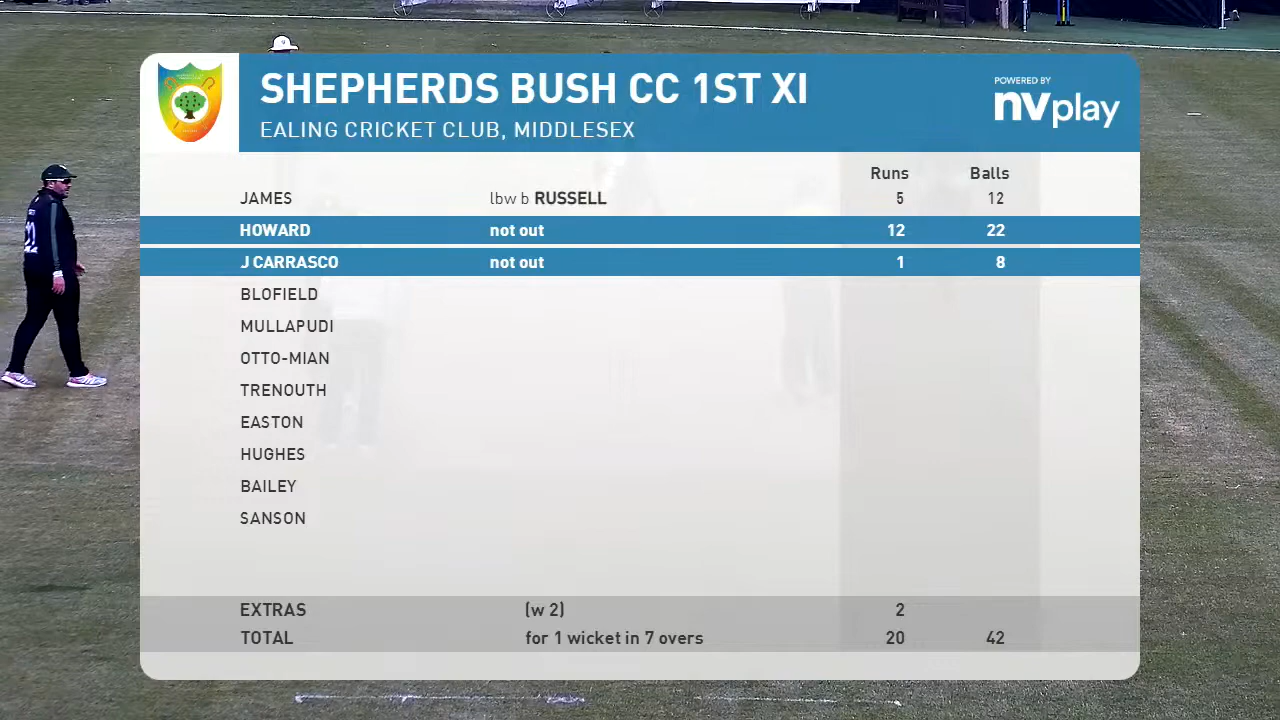 SHEPHERDS BUSH CC 1ST XI
EALING CRICKET CLUB, MIDDLESEX
POWERED BY
nvplay
Runs Balls
JAMES lbw b RUSSELL 5 12
HOWARD not out 12 22
J CARRASCO not out 1 8
BLOFIELD
MULLAPUDI
OTTO-MIAN
TRENOUTH
EASTON
HUGHES
BAILEY
SANSON
EXTRAS (w 2) 2
TOTAL for 1 wicket in 7 overs 20 42